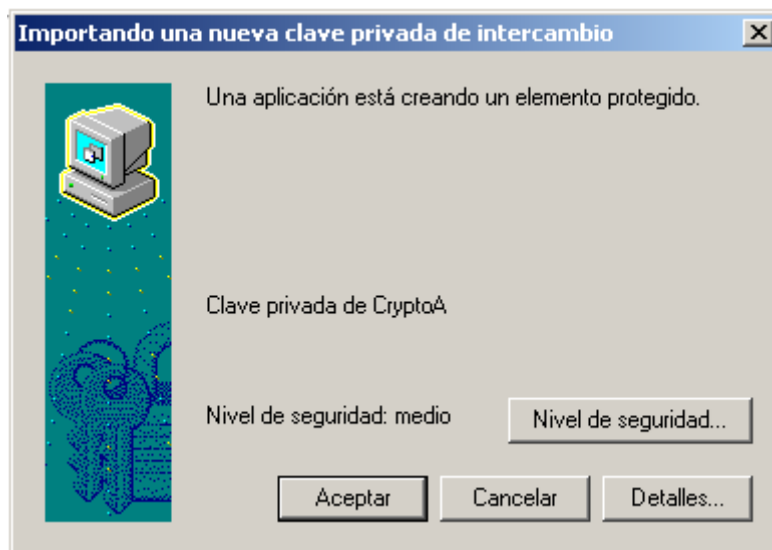 Importando una nueva clave privada de intercambio
Una aplicación está creando un elemento protegido.
Clave privada de CryptoA
Nivel de seguridad: medio
Nivel de seguridad...
Aceptar
Cancelar
Detalles...